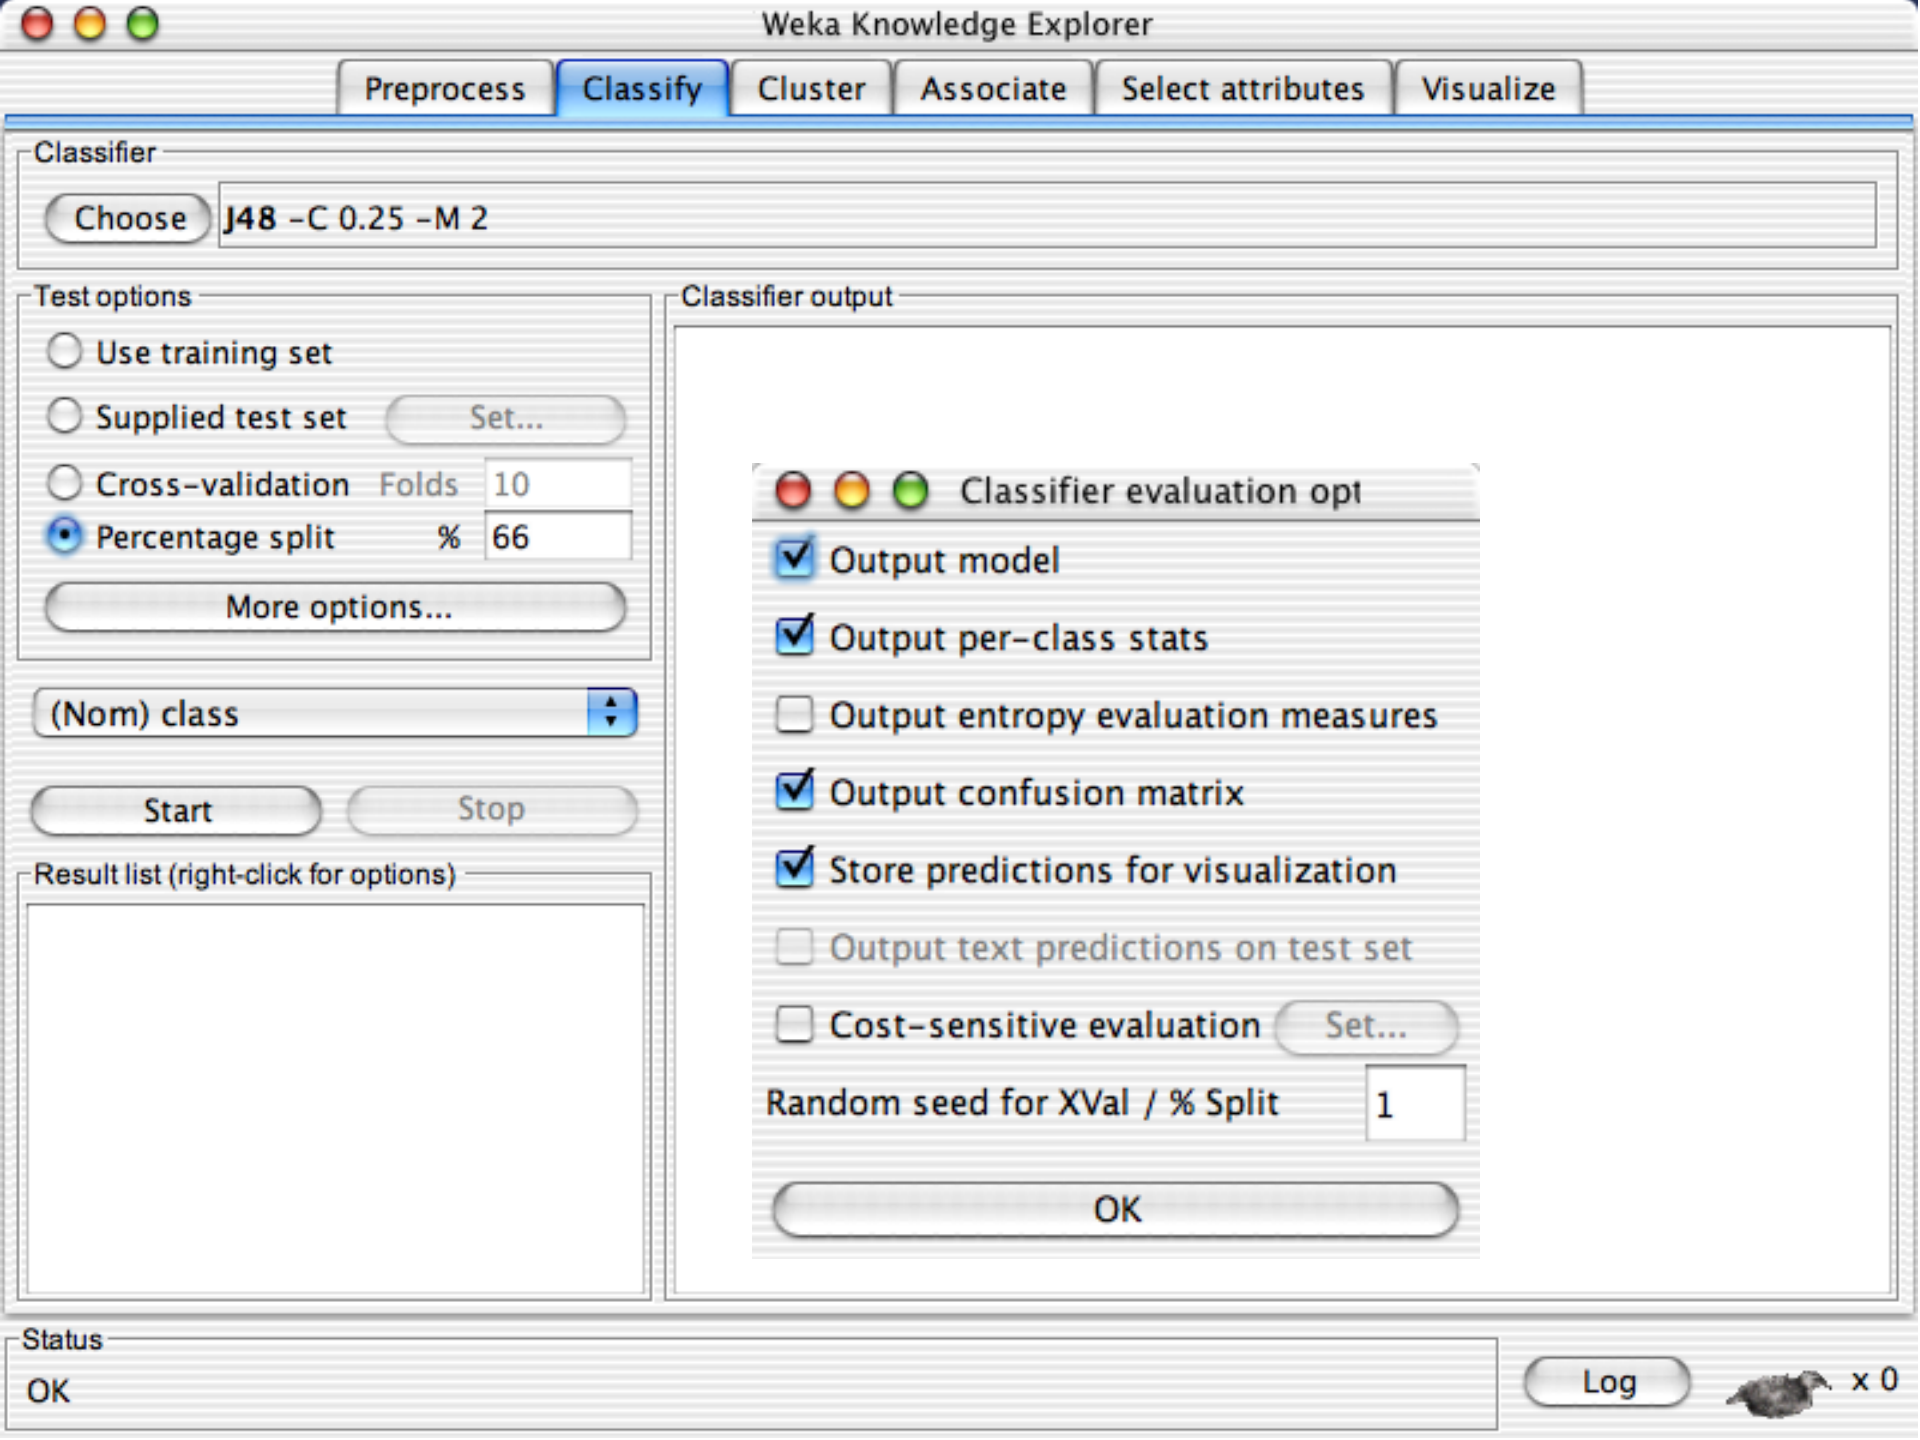 Weka Knowledge Explorer
Preprocess Classify Cluster Associate Select attributes Visualize
Classifier
Choose J48 -C 0.25 -M 2
Test options
Use training set
Supplied test set Set...
Cross-validation Folds 10
Percentage split % 66
More options...
(Nom) class
Start Stop
Result list (right-click for options)
Classifier output
Classifier evaluation opt
Output model
Output per-class stats
Output entropy evaluation measures
Output confusion matrix
Store predictions for visualization
Output text predictions on test set
Cost-sensitive evaluation Set...
Random seed for XVal / % Split 1
OK
Status
OK
Log x 0